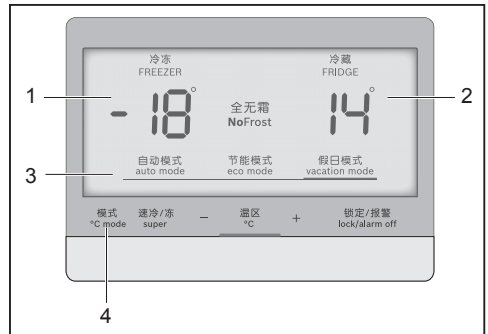 冷冻 冷藏
FREEZER FRIDGE
1 -18° 全无霜 14° 2
NoFrost
3 自动模式 节能模式 假日模式
auto mode eco mode vacation mode
模式 速冷/冻 − 温区 + 锁定/报警
°C mode super °C lock/alarm off
4